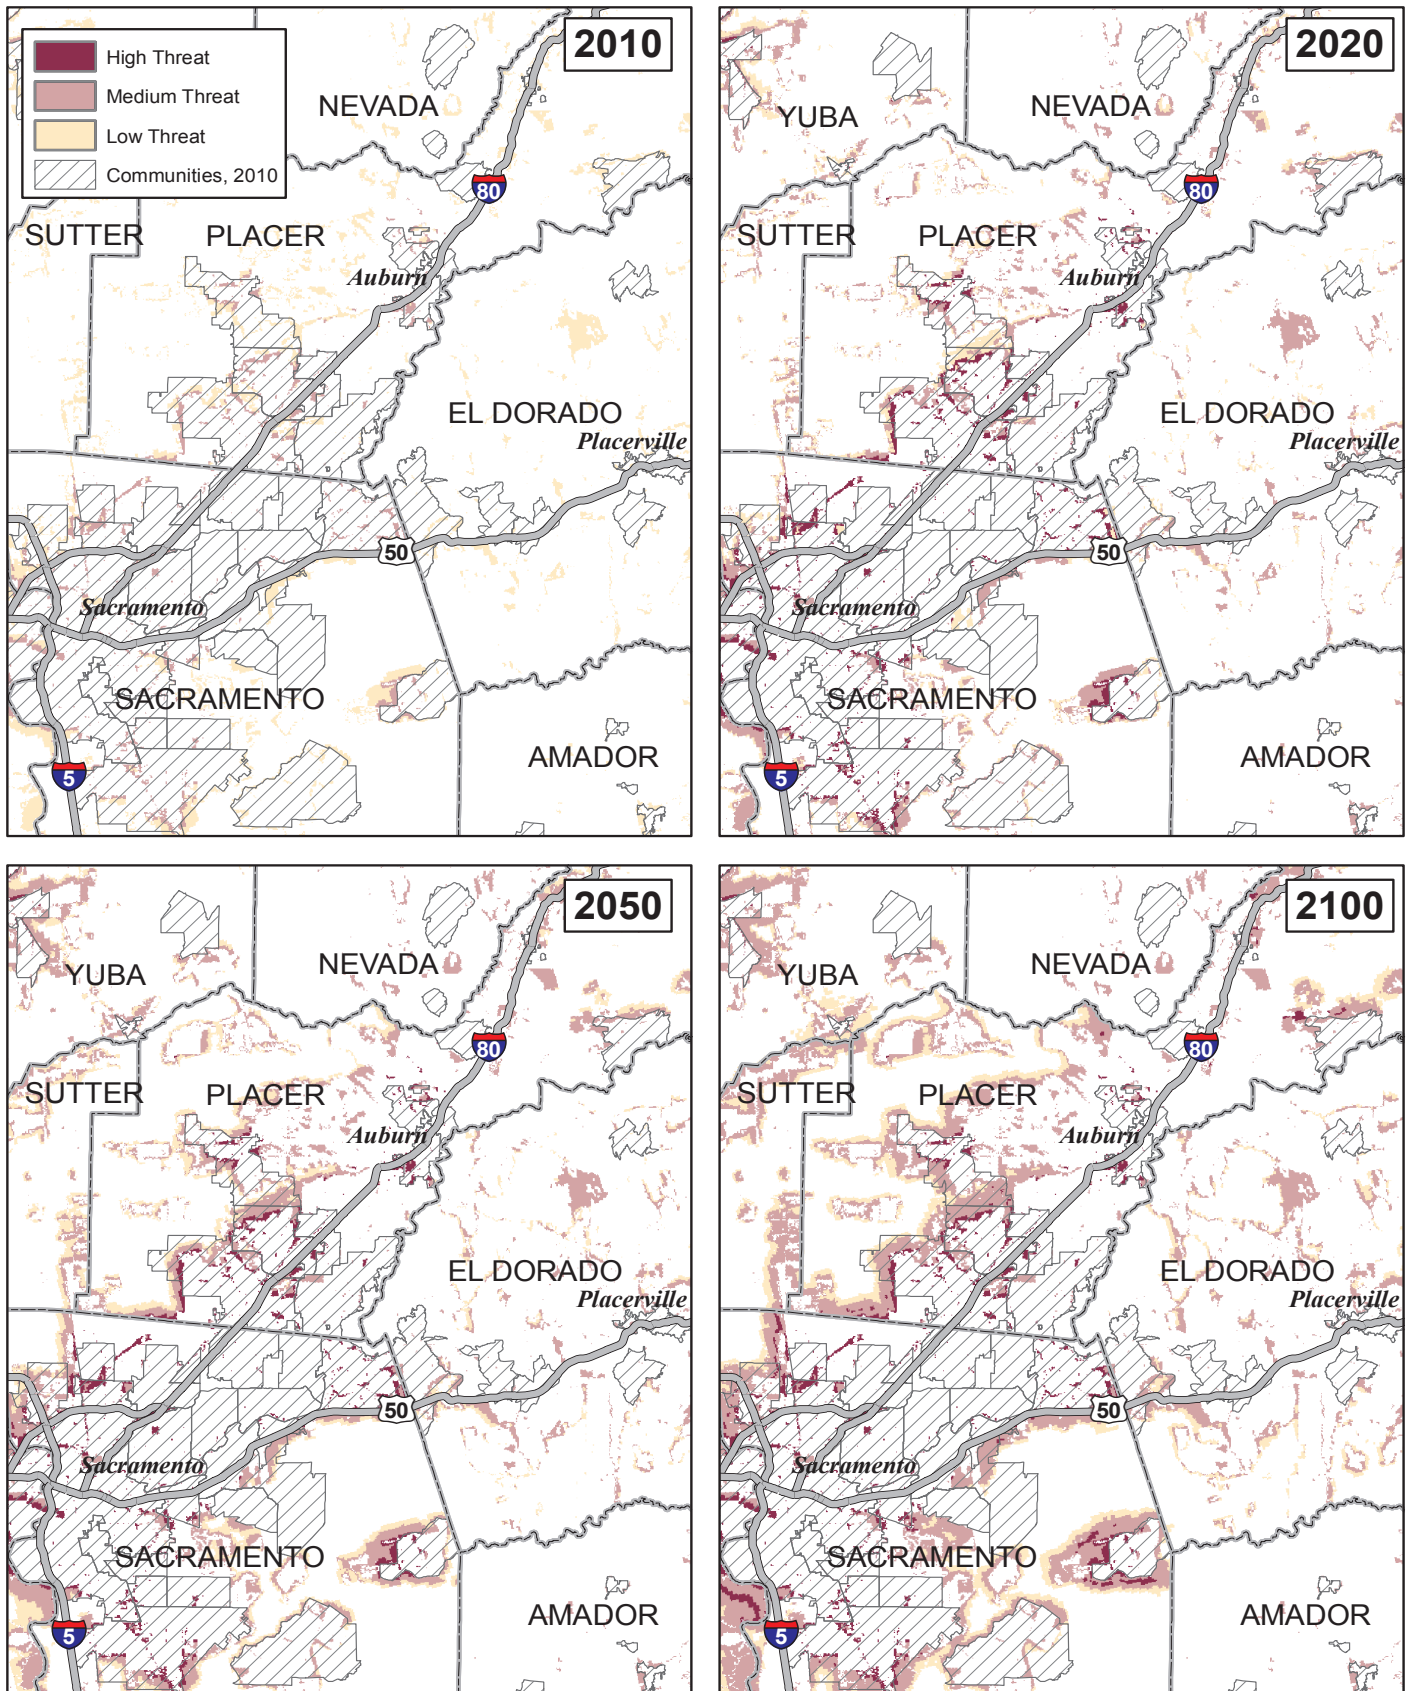 2010
High Threat
Medium Threat
Low Threat
Communities, 2010
NEVADA
80
SUTTER
PLACER
Auburn
EL DORADO
Placerville
50
Sacramento
SACRAMENTO
AMADOR
5
2020
YUBA
NEVADA
80
SUTTER
PLACER
Auburn
EL DORADO
Placerville
50
Sacramento
SACRAMENTO
AMADOR
5
2050
YUBA
NEVADA
80
SUTTER
PLACER
Auburn
EL DORADO
Placerville
50
Sacramento
SACRAMENTO
AMADOR
5
2100
YUBA
NEVADA
80
SUTTER
PLACER
Auburn
EL DORADO
Placerville
50
Sacramento
SACRAMENTO
AMADOR
5